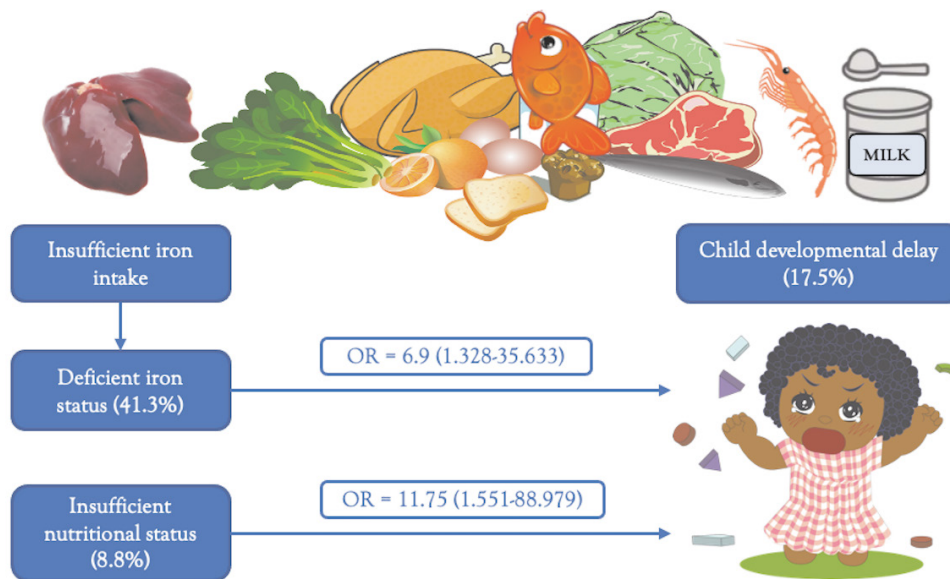 MILK
Insufficient iron
intake
Child developmental delay
(17.5%)
OR = 6.9 (1.328-35.633)
Deficient iron
status (41.3%)
OR = 11.75 (1.551-88.979)
Insufficient
nutritional status
(8.8%)